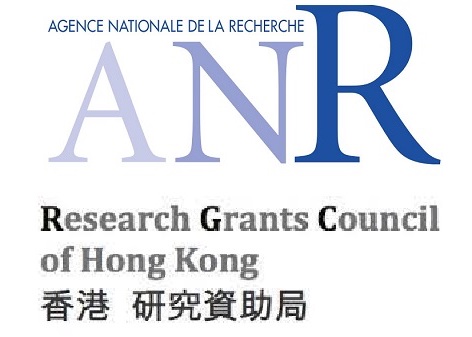 AGENCE NATIONALE DE LA RECHERCHE
ANR
Research Grants Council
of Hong Kong
香港 研究資助局